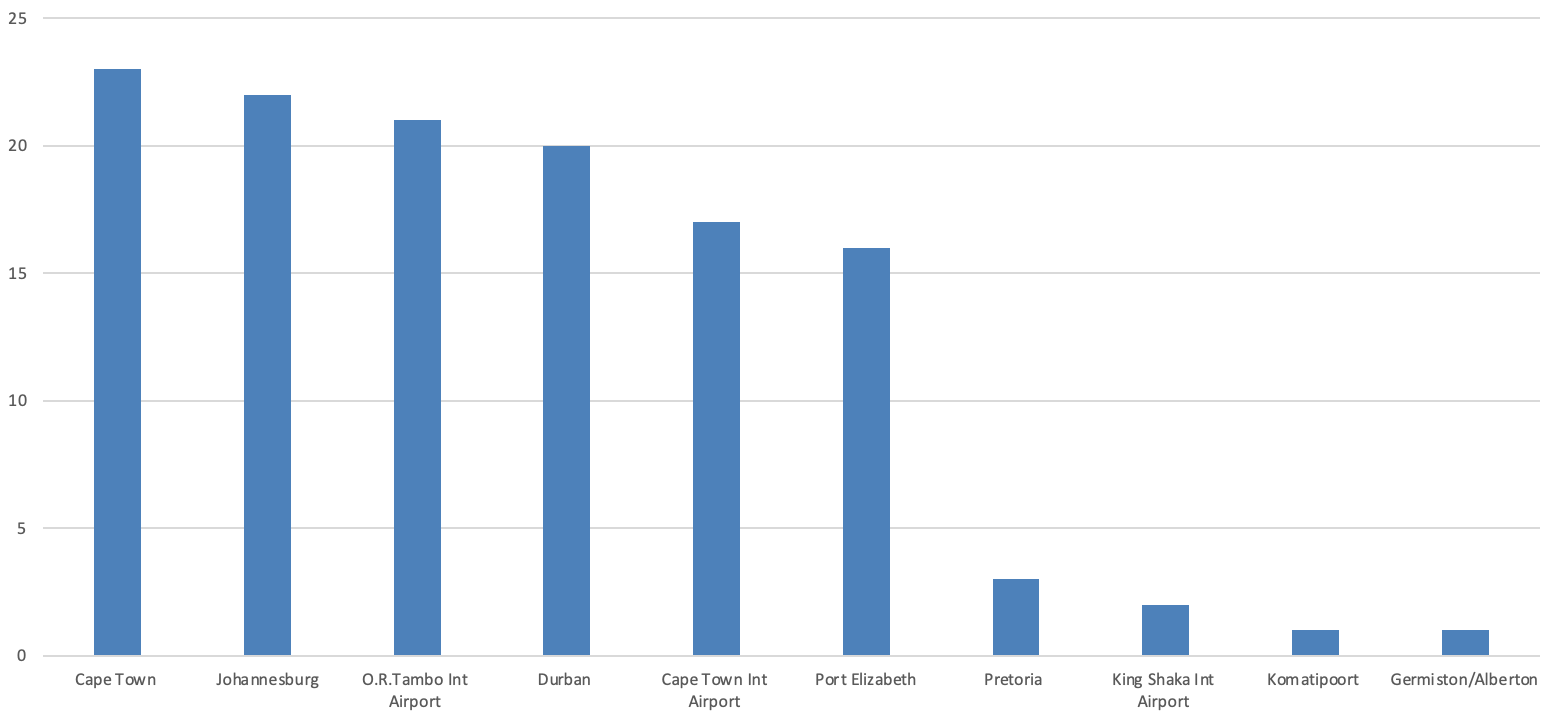 25
20
15
10
5
0
Cape Town
Johannesburg
O.R.Tambo Int
Airport
Durban
Cape Town Int
Airport
Port Elizabeth
Pretoria
King Shaka Int
Airport
Komatipoort
Germiston/Alberton